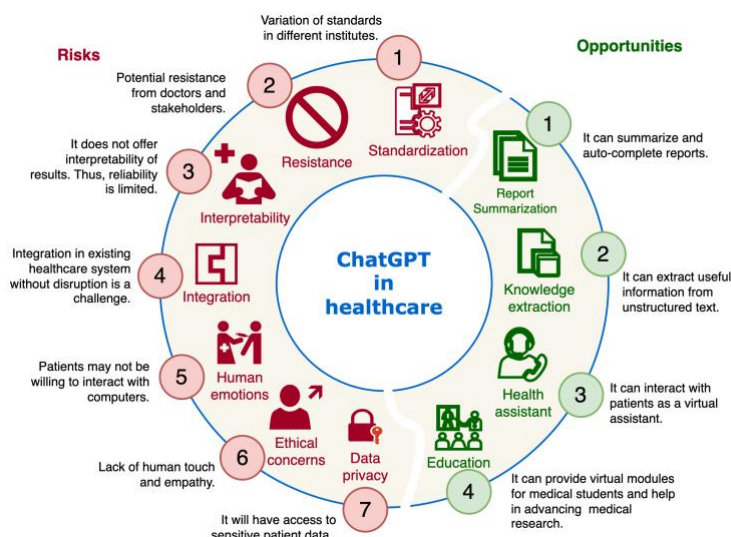 Variation of standards
in different institutes.
Risks
Opportunities
1
Standardization
2
Potential resistance
from doctors and
stakeholders.
Resistance
3
It does not offer
interpretability of
results. Thus, reliability
is limited.
Interpretability
4
Integration in existing
healthcare system
without disruption is a
challenge.
Integration
5
Patients may not be
willing to interact with
computers.
Human
emotions
6
Lack of human touch
and empathy.
Ethical
concerns
7
It will have access to
sensitive patient data.
Data
privacy
ChatGPT
in
healthcare
1
It can summarize and
auto-complete reports.
Report
Summarization
2
It can extract useful
information from
unstructured text.
Knowledge
extraction
3
It can interact with
patients as a virtual
assistant.
Health
assistant
4
It can provide virtual modules
for medical students and help
in advancing medical
research.
Education